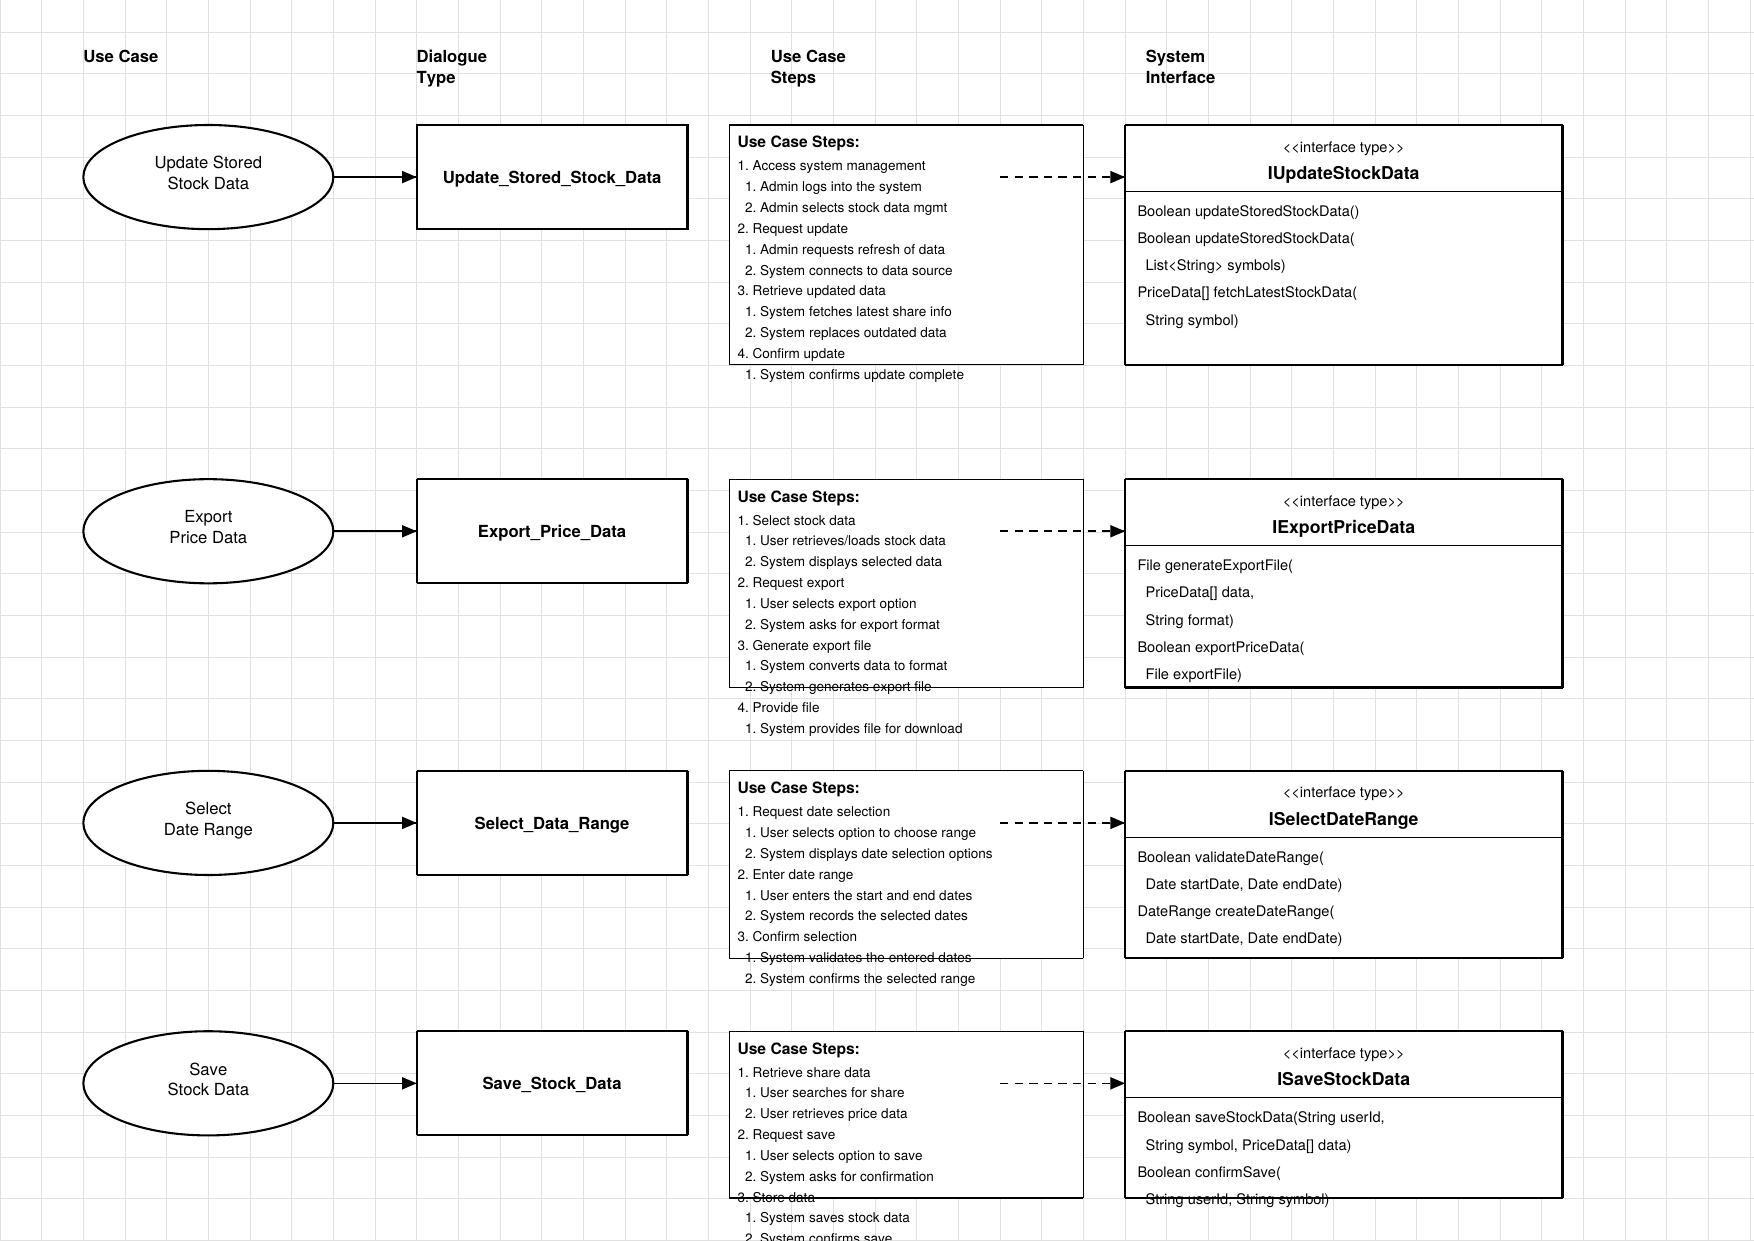 Use Case
Dialogue
Type
Use Case
Steps
System
Interface
Update Stored
Stock Data
Update_Stored_Stock_Data
Use Case Steps:
1. Access system management
1. Admin logs into the system
2. Admin selects stock data mgmt
2. Request update
1. Admin requests refresh of data
2. System connects to data source
3. Retrieve updated data
1. System fetches latest share info
2. System replaces outdated data
4. Confirm update
1. System confirms update complete
<<interface type>>
IUpdateStockData
Boolean updateStoredStockData()
Boolean updateStoredStockData(
List<String> symbols)
PriceData[] fetchLatestStockData(
String symbol)
Export
Price Data
Export_Price_Data
Use Case Steps:
1. Select stock data
1. User retrieves/loads stock data
2. System displays selected data
2. Request export
1. User selects export option
2. System asks for export format
3. Generate export file
1. System converts data to format
2. System generates export file
4. Provide file
1. System provides file for download
<<interface type>>
IExportPriceData
File generateExportFile(
PriceData[] data,
String format)
Boolean exportPriceData(
File exportFile)
Select
Date Range
Select_Data_Range
Use Case Steps:
1. Request date selection
1. User selects option to choose range
2. System displays date selection options
2. Enter date range
1. User enters the start and end dates
2. System records the selected dates
3. Confirm selection
1. System validates the entered dates
2. System confirms the selected range
<<interface type>>
ISelectDateRange
Boolean validateDateRange(
Date startDate, Date endDate)
DateRange createDateRange(
Date startDate, Date endDate)
Save
Stock Data
Save_Stock_Data
Use Case Steps:
1. Retrieve share data
1. User searches for share
2. User retrieves price data
2. Request save
1. User selects option to save
2. System asks for confirmation
3. Store data
1. System saves stock data
2. System confirms save
<<interface type>>
ISaveStockData
Boolean saveStockData(String userId,
String symbol, PriceData[] data)
Boolean confirmSave(
String userId, String symbol)